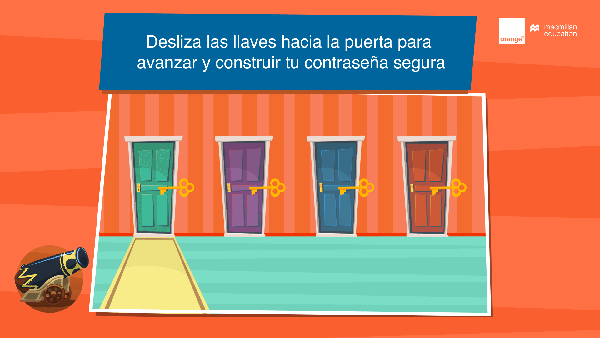 Desliza las llaves hacia la puerta para
avanzar y construir tu contraseña segura
orange
macmillan
education